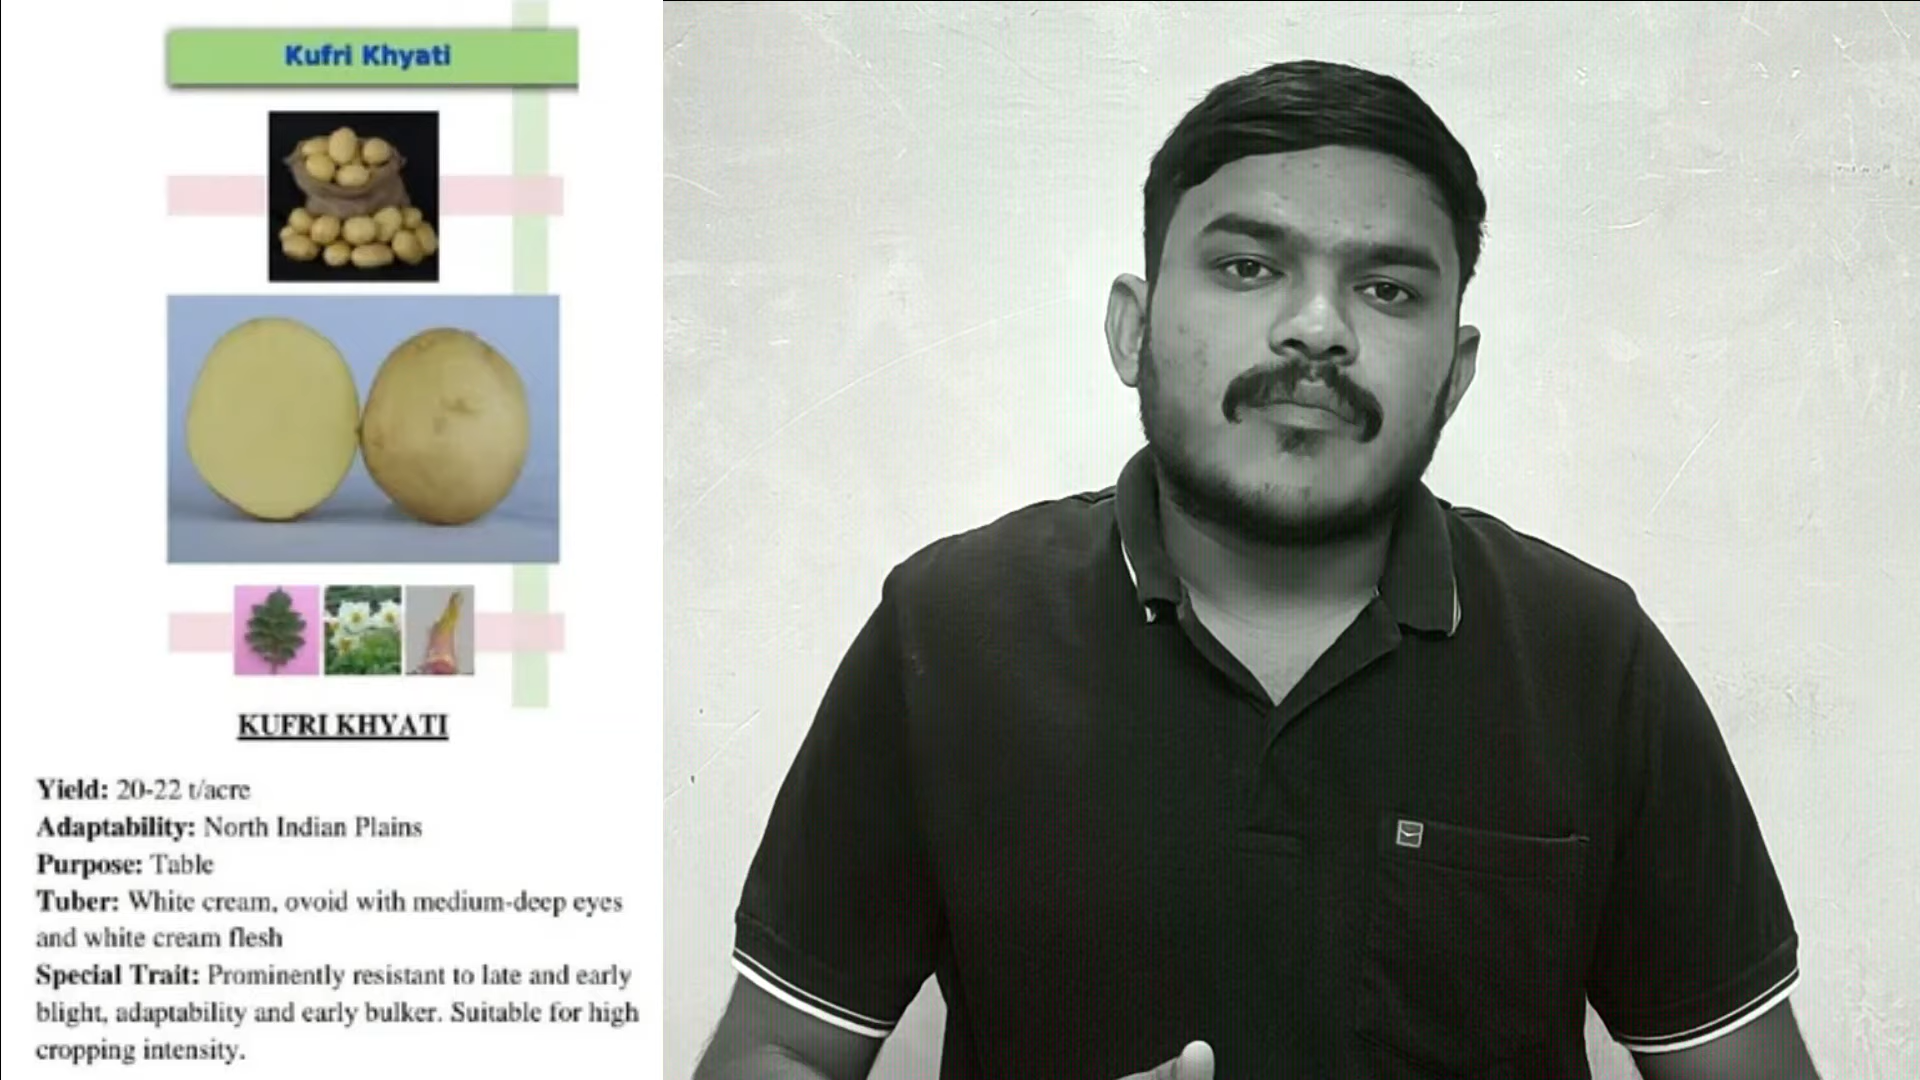 Kufri Khyati
KUFRI KHYATI
Yield: 20-22 t/acre
Adaptability: North Indian Plains
Purpose: Table
Tuber: White cream, ovoid with medium-deep eyes
and white cream flesh
Special Trait: Prominently resistant to late and early
blight, adaptability and early bulker. Suitable for high
cropping intensity.